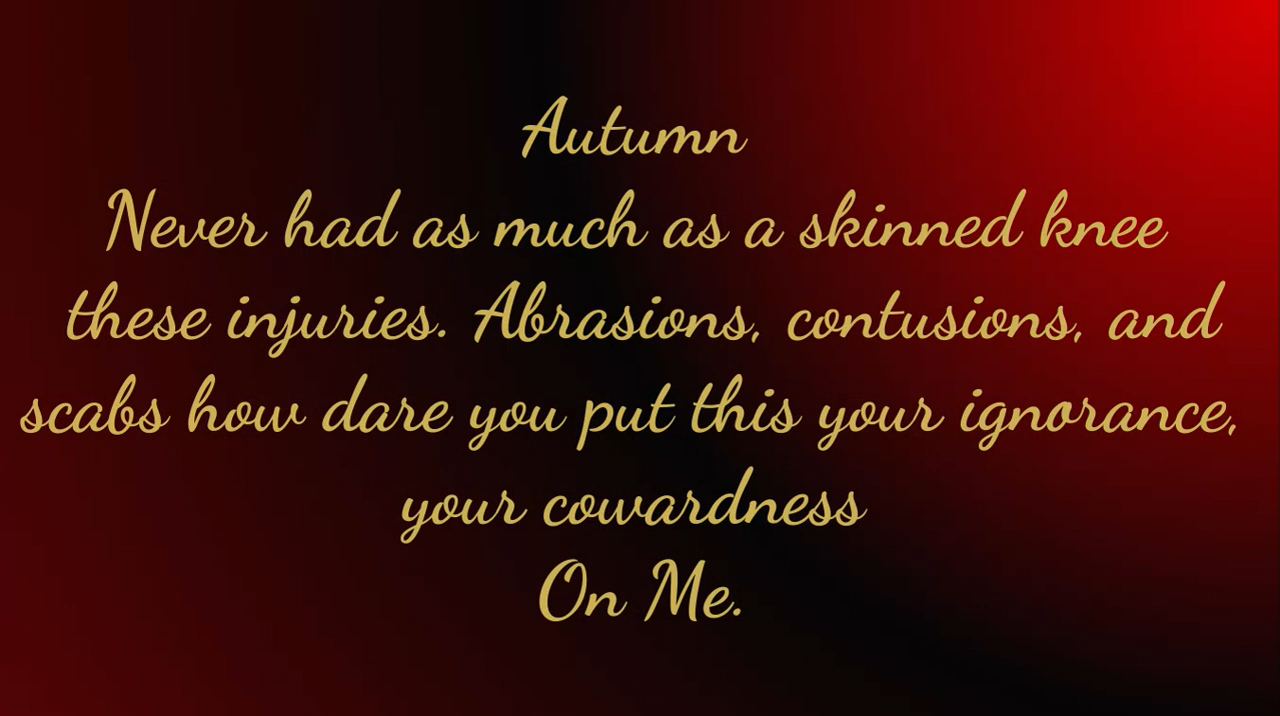 Autumn
Never had as much as a skinned knee
these injuries. Abrasions, contusions, and
scabs how dare you put this your ignorance,
your cowardness
On Me.